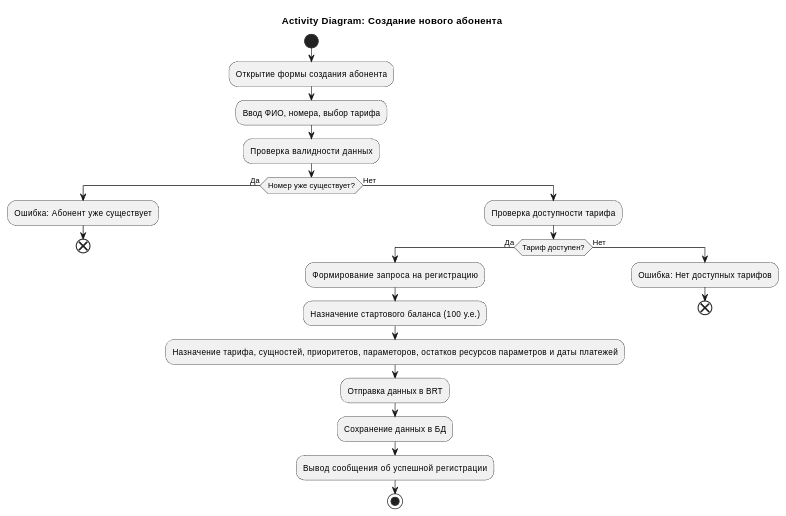 Activity Diagram: Создание нового абонента
Открытие формы создания абонента
Ввод ФИО, номера, выбор тарифа
Проверка валидности данных
Да
Номер уже существует?
Нет
Ошибка: Абонент уже существует
Проверка доступности тарифа
Да
Тариф доступен?
Нет
Формирование запроса на регистрацию
Ошибка: Нет доступных тарифов
Назначение стартового баланса (100 у.е.)
Назначение тарифа, сущностей, приоритетов, параметоров, остатков ресурсов параметров и даты платежей
Отправка данных в BRT
Сохранение данных в БД
Вывод сообщения об успешной регистрации